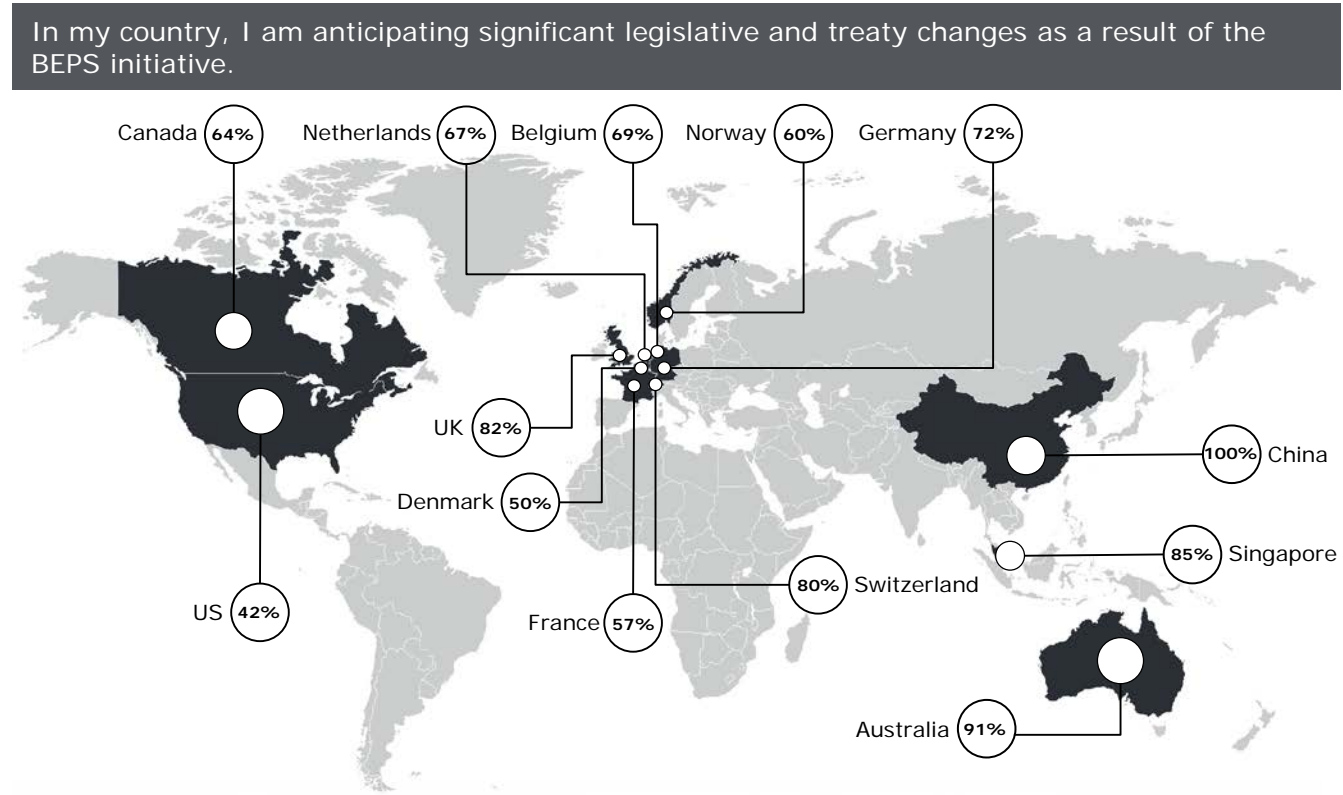 In my country, I am anticipating significant legislative and treaty changes as a result of the
BEPS initiative.
Canada 64%
Netherlands 67%
Belgium 69%
Norway 60%
Germany 72%
UK 82%
100% China
Denmark 50%
85% Singapore
80% Switzerland
US 42%
France 57%
Australia 91%